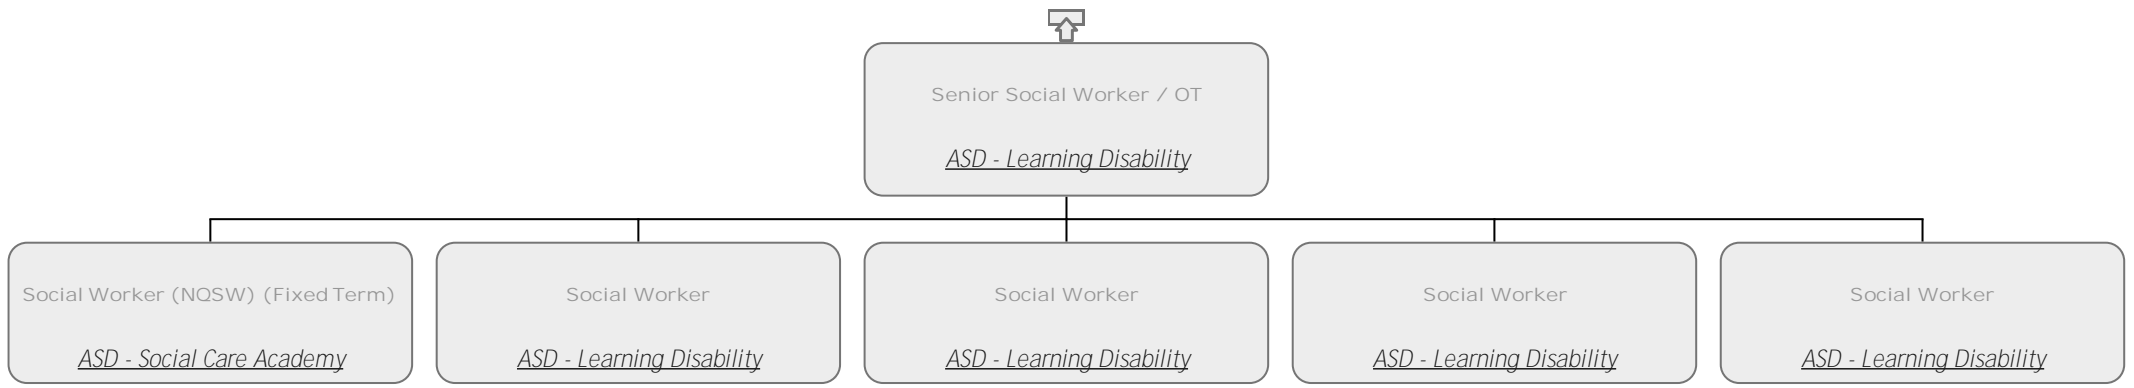 Senior Social Worker / OT
ASD - Learning Disability
Social Worker (NQSW) (Fixed Term)
ASD - Social Care Academy
Social Worker
ASD - Learning Disability
Social Worker
ASD - Learning Disability
Social Worker
ASD - Learning Disability
Social Worker
ASD - Learning Disability